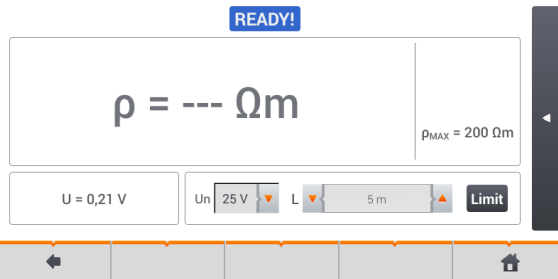 READY!
ρ = --- Ωm
ρMAX = 200 Ωm
U = 0,21 V
Un 25 V L 5 m Limit